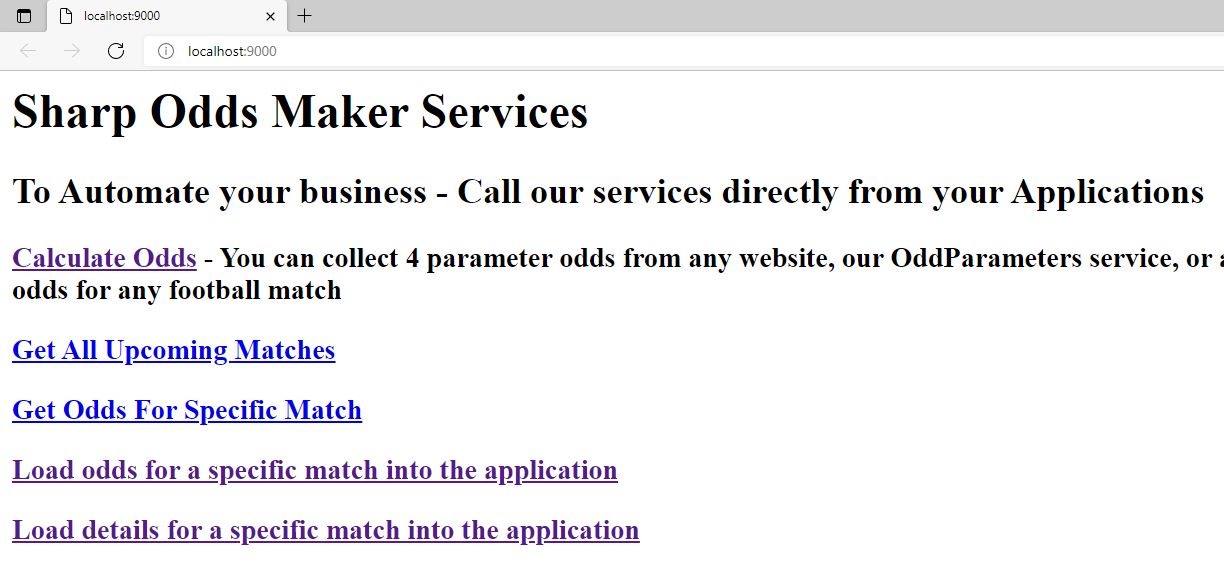 localhost:9000
localhost:9000
Sharp Odds Maker Services
To Automate your business - Call our services directly from your Applications
Calculate Odds - You can collect 4 parameter odds from any website, our OddParameters service, or
odds for any football match
Get All Upcoming Matches
Get Odds For Specific Match
Load odds for a specific match into the application
Load details for a specific match into the application